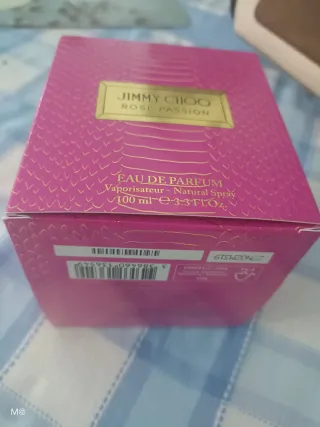 JIMMY CHOO
ROSE PASSION
EAU DE PARFUM
Vaporisateur - Natural Spray
100 ml e 3.3 Fl.Oz.
M@